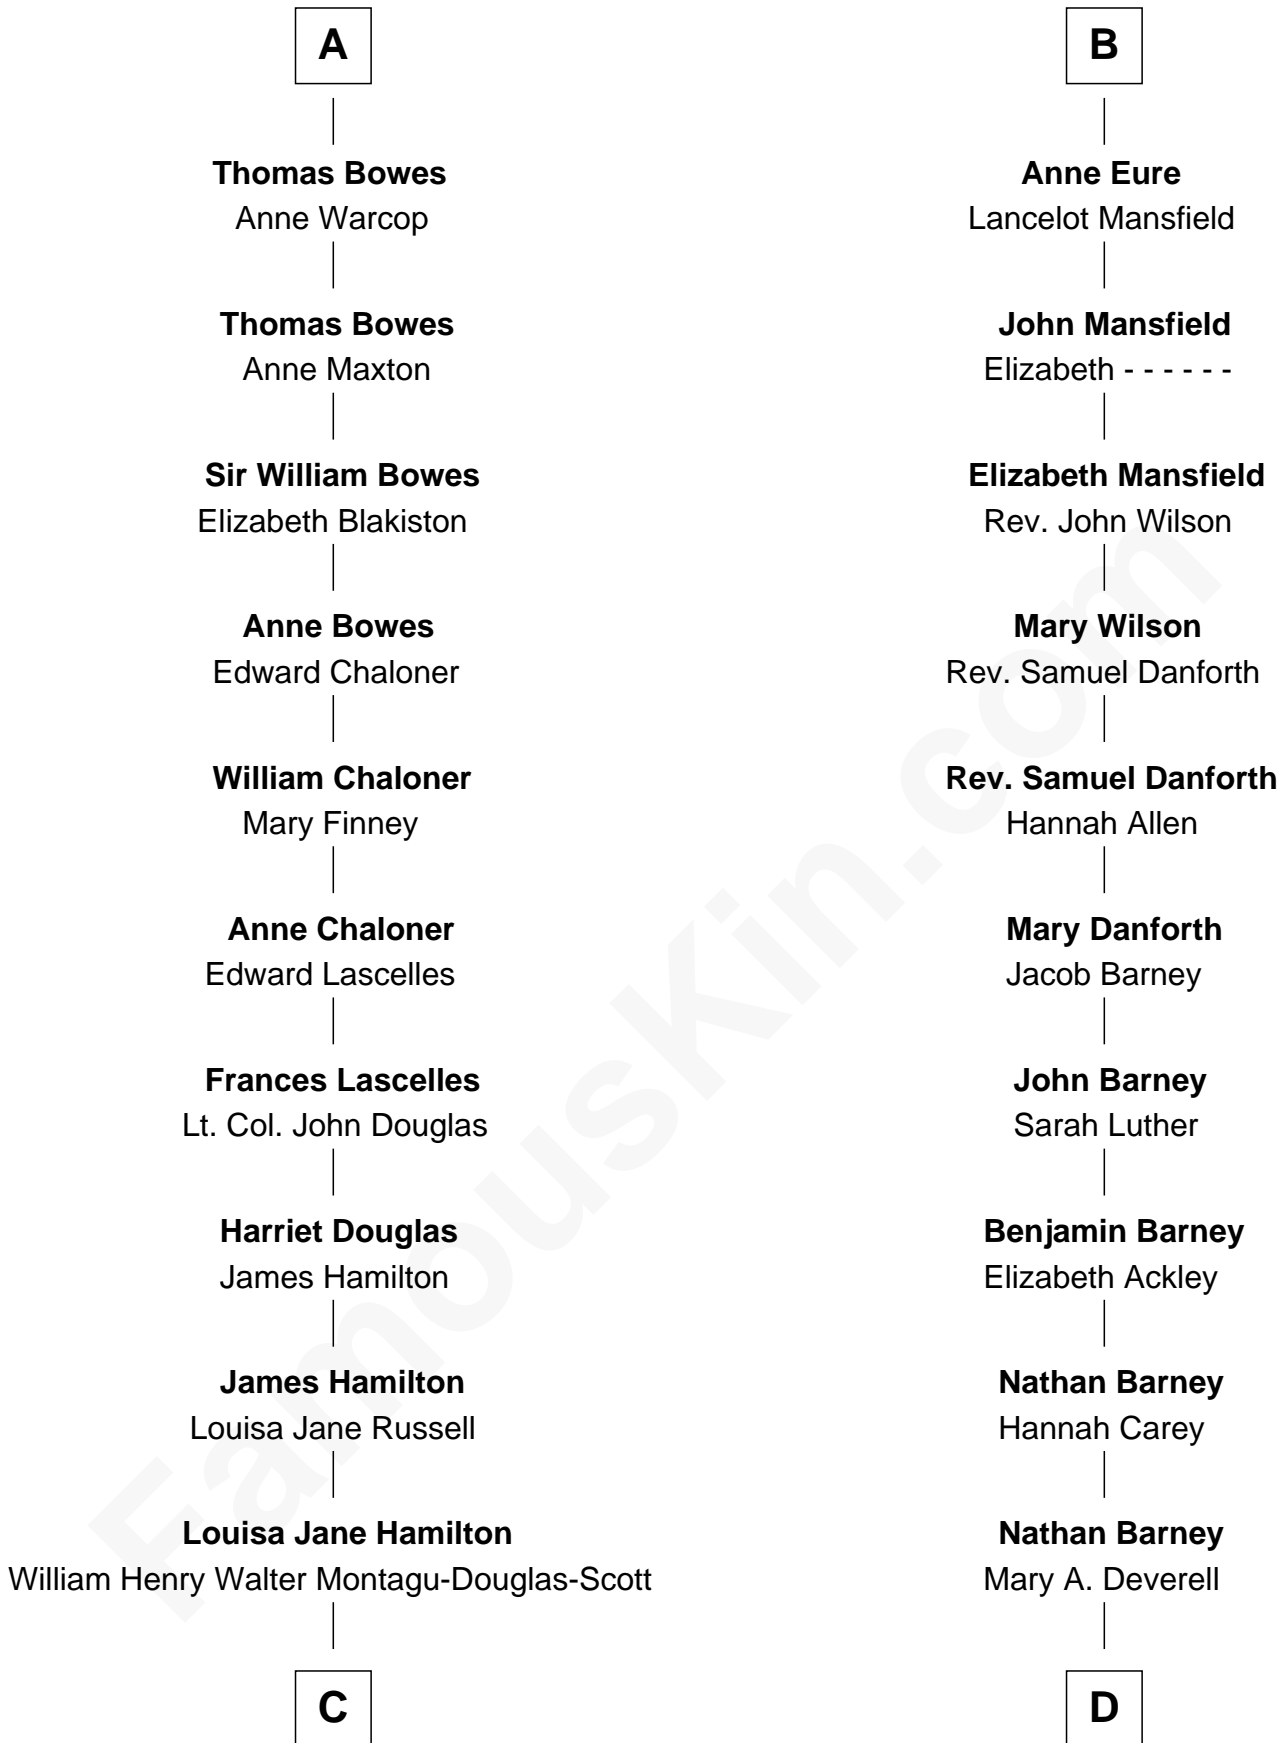 A
Thomas Bowes
Anne Warcop
Thomas Bowes
Anne Maxton
Sir William Bowes
Elizabeth Blakiston
Anne Bowes
Edward Chaloner
William Chaloner
Mary Finney
Anne Chaloner
Edward Lascelles
Frances Lascelles
Lt. Col. John Douglas
Harriet Douglas
James Hamilton
James Hamilton
Louisa Jane Russell
Louisa Jane Hamilton
William Henry Walter Montagu-Douglas-Scott
C
B
Anne Eure
Lancelot Mansfield
John Mansfield
Elizabeth - - - - - -
Elizabeth Mansfield
Rev. John Wilson
Mary Wilson
Rev. Samuel Danforth
Rev. Samuel Danforth
Hannah Allen
Mary Danforth
Jacob Barney
John Barney
Sarah Luther
Benjamin Barney
Elizabeth Ackley
Nathan Barney
Hannah Carey
Nathan Barney
Mary A. Deverell
D
FamousKin.com